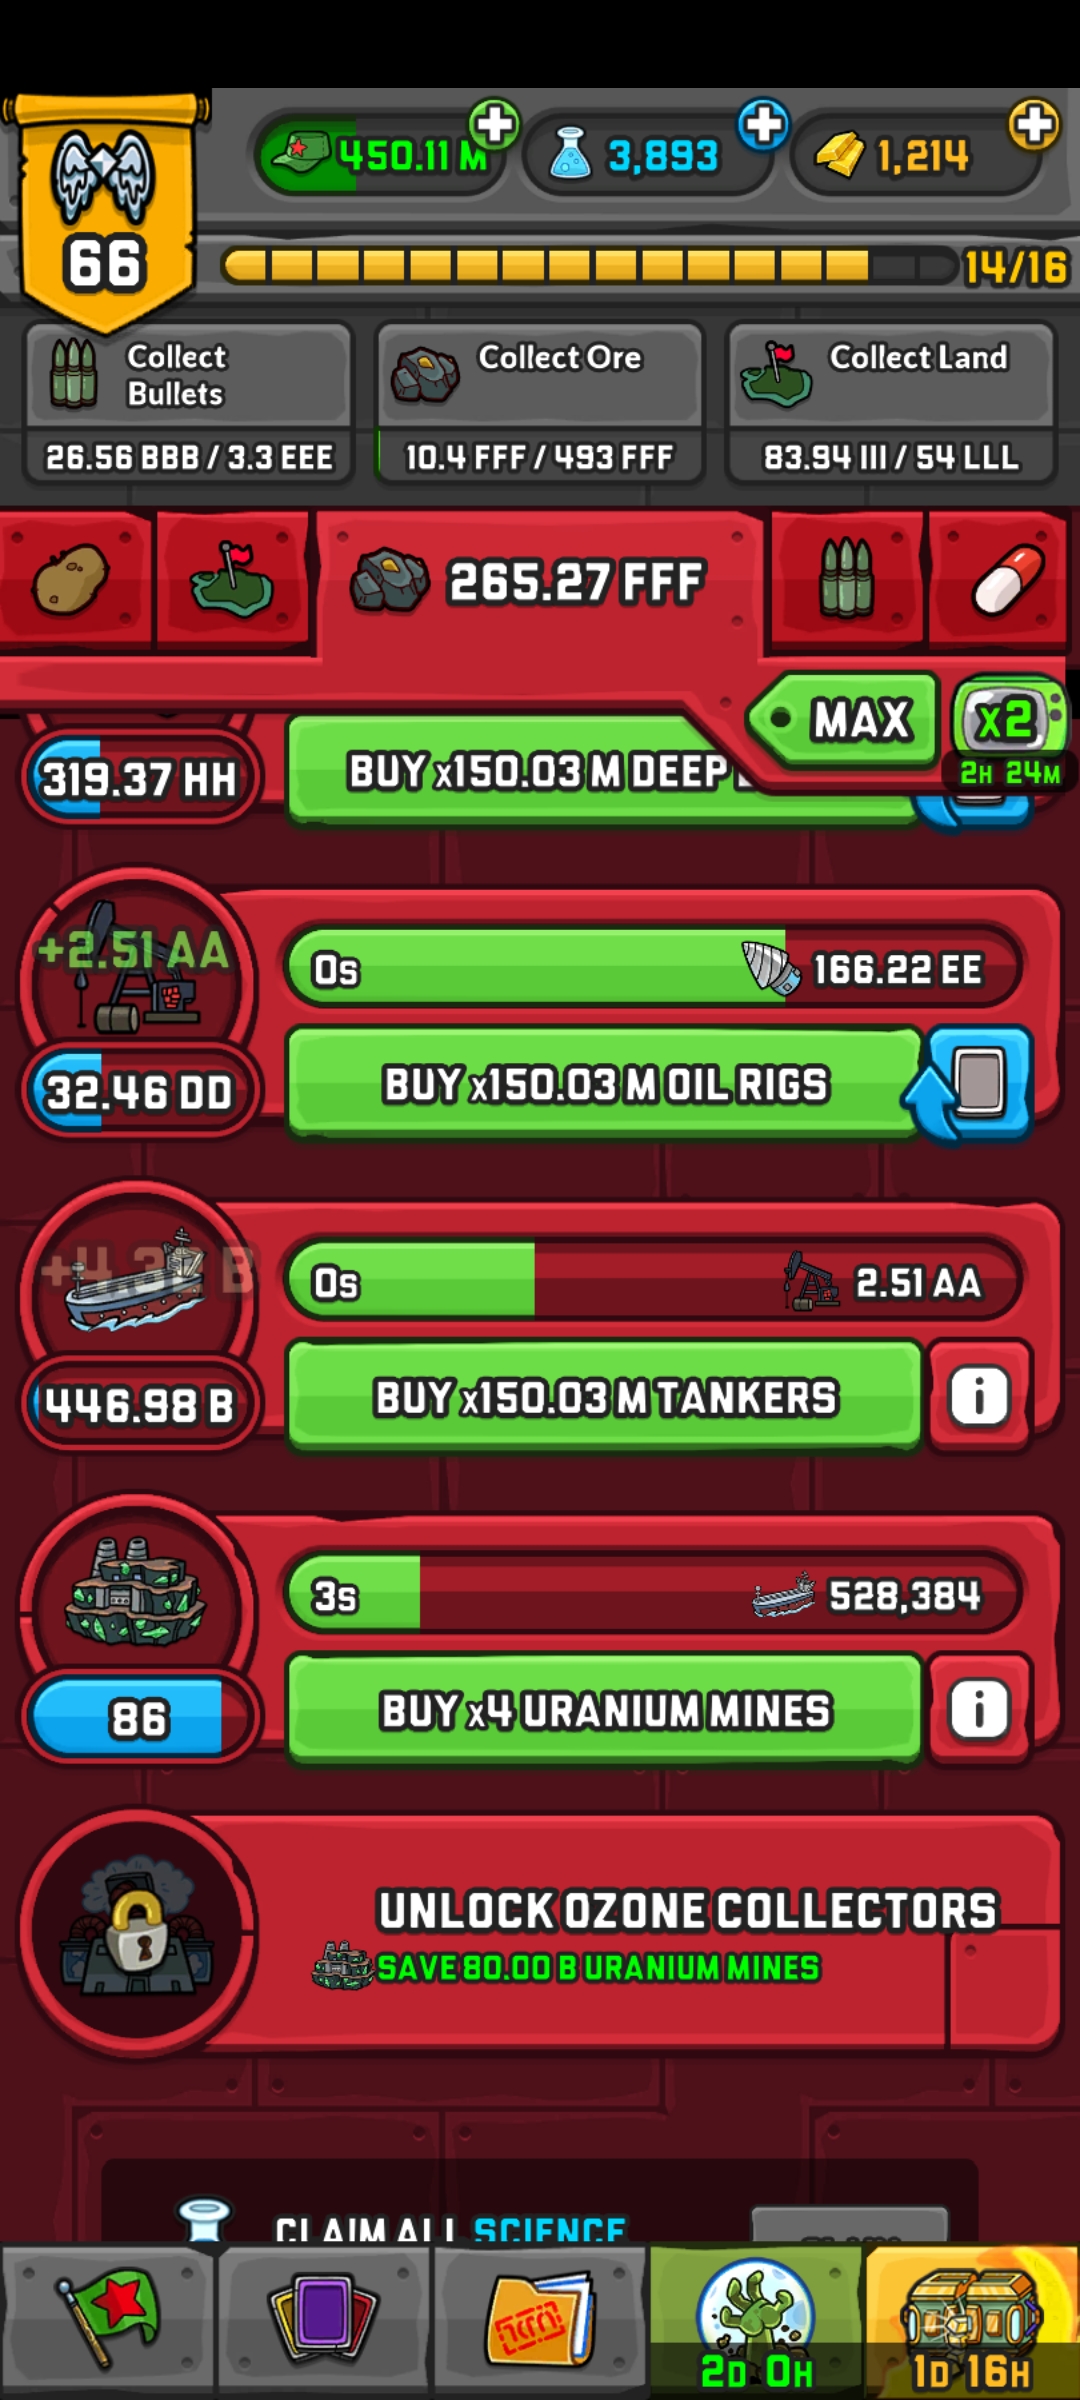 450.11 M
3,893
1,214
66
14/16
Collect
Bullets
Collect Ore
Collect Land
26.56 BBB / 3.3 EEE
10.4 FFF / 493 FFF
83.94 III / 54 LLL
265.27 FFF
MAX
x2
2H 24M
319.37 HH
BUY x150.03 M DEEP
+2.51 AA
0s
166.22 EE
32.46 DD
BUY x150.03 M OIL RIGS
0s
2.51 AA
446.98 B
BUY x150.03 M TANKERS
3s
528,384
86
BUY x4 URANIUM MINES
UNLOCK OZONE COLLECTORS
SAVE 80.00 B URANIUM MINES
CLAIM ALL SCIENCE
2D 0H
1D 16H